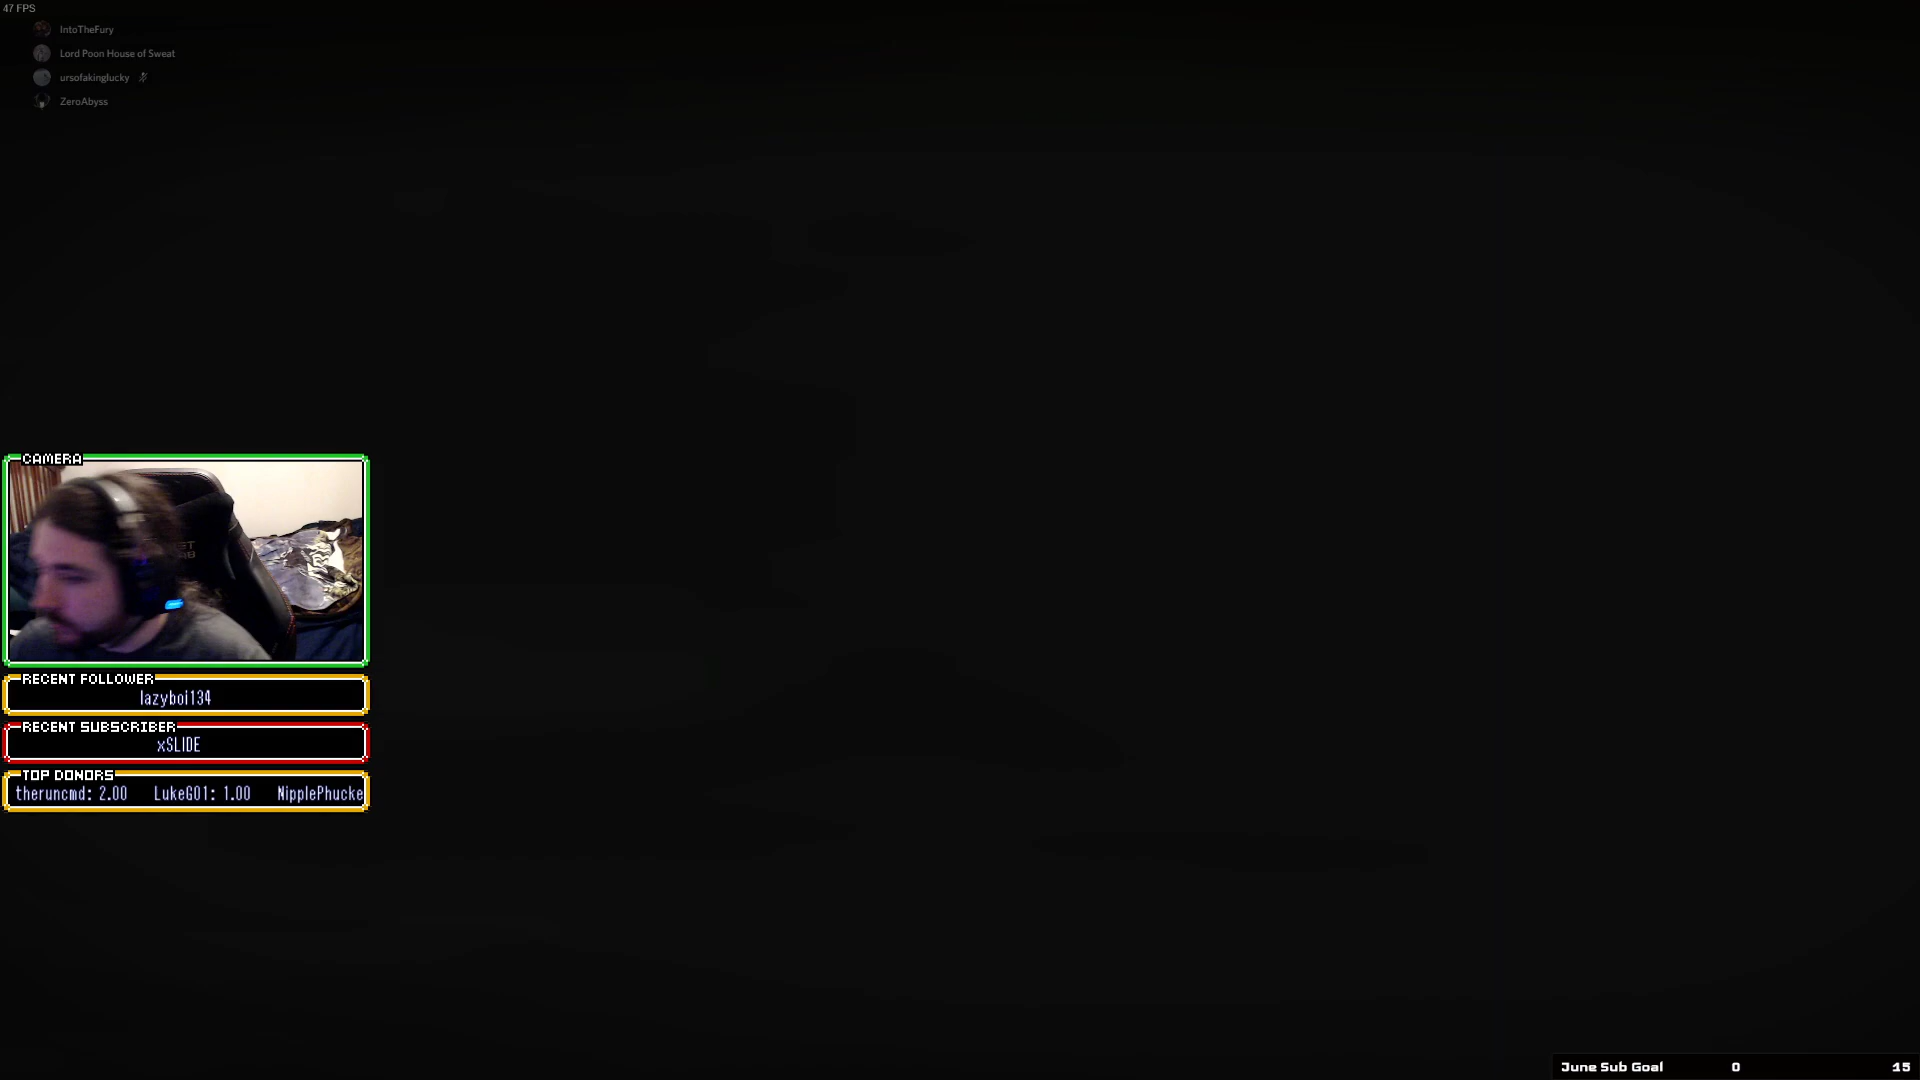 47 FPS
IntoTheFury
Lord Poon House of Sweat
ursofakinglucky
ZeroAbyss
CAMERA
RECENT FOLLOWER
lazyboi134
RECENT SUBSCRIBER
xSLIDE
TOP DONORS
theruncmd: 2.00 LukeG01: 1.00 NipplePhucke
June Sub Goal 0 15